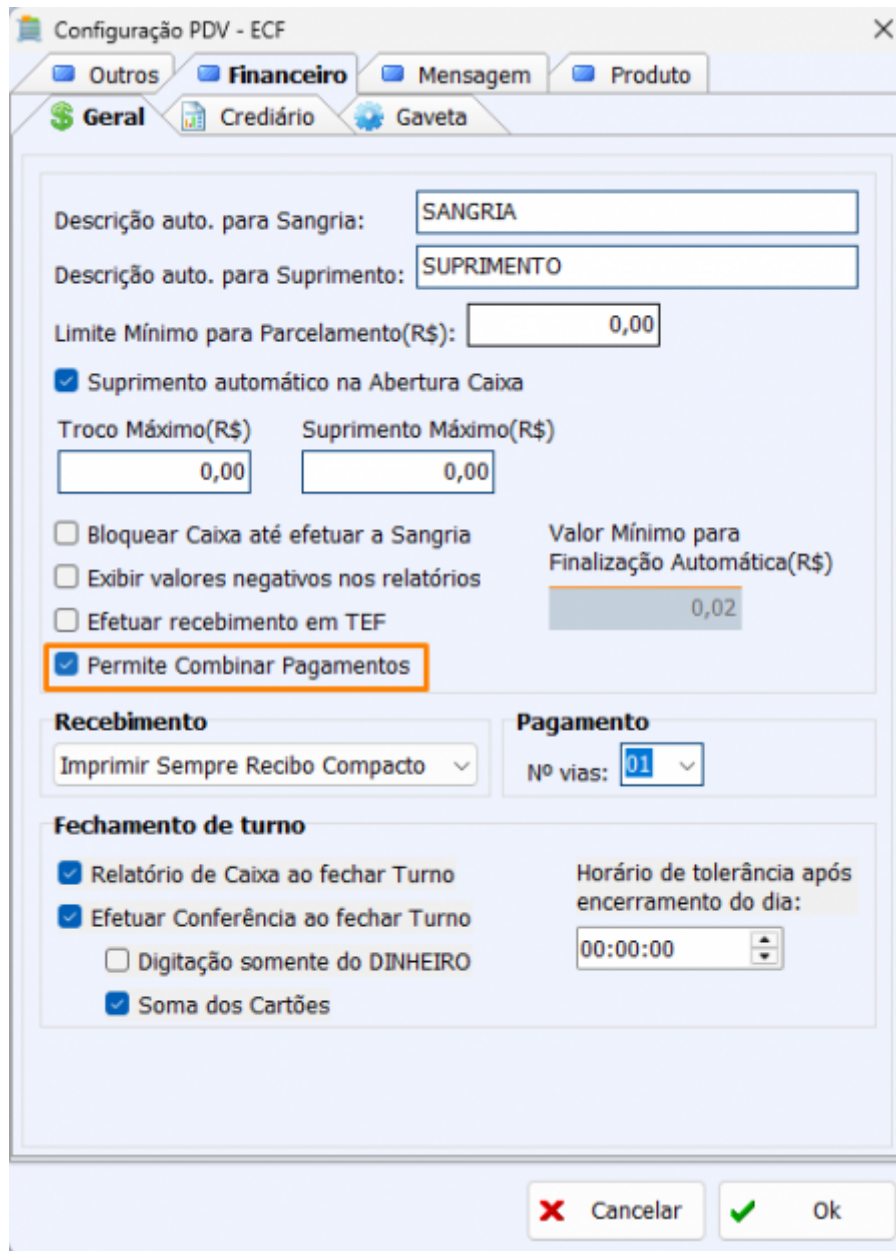 Configuração PDV - ECF
Outros Financeiro Mensagem Produto
Geral Crediário Gaveta
Descrição auto. para Sangria: SANGRIA
Descrição auto. para Suprimento: SUPRIMENTO
Limite Mínimo para Parcelamento(R$): 0,00
Suprimento automático na Abertura Caixa
Troco Máximo(R$) Suprimento Máximo(R$)
0,00 0,00
Bloquear Caixa até efetuar a Sangria
Exibir valores negativos nos relatórios
Efetuar recebimento em TEF
Permite Combinar Pagamentos
Valor Mínimo para
Finalização Automática(R$)
0,02
Recebimento
Imprimir Sempre Recibo Compacto
Pagamento
Nº vias: 01
Fechamento de turno
Relatório de Caixa ao fechar Turno
Efetuar Conferência ao fechar Turno
Digitação somente do DINHEIRO
Soma dos Cartões
Horário de tolerância após
encerramento do dia:
00:00:00
Cancelar Ok